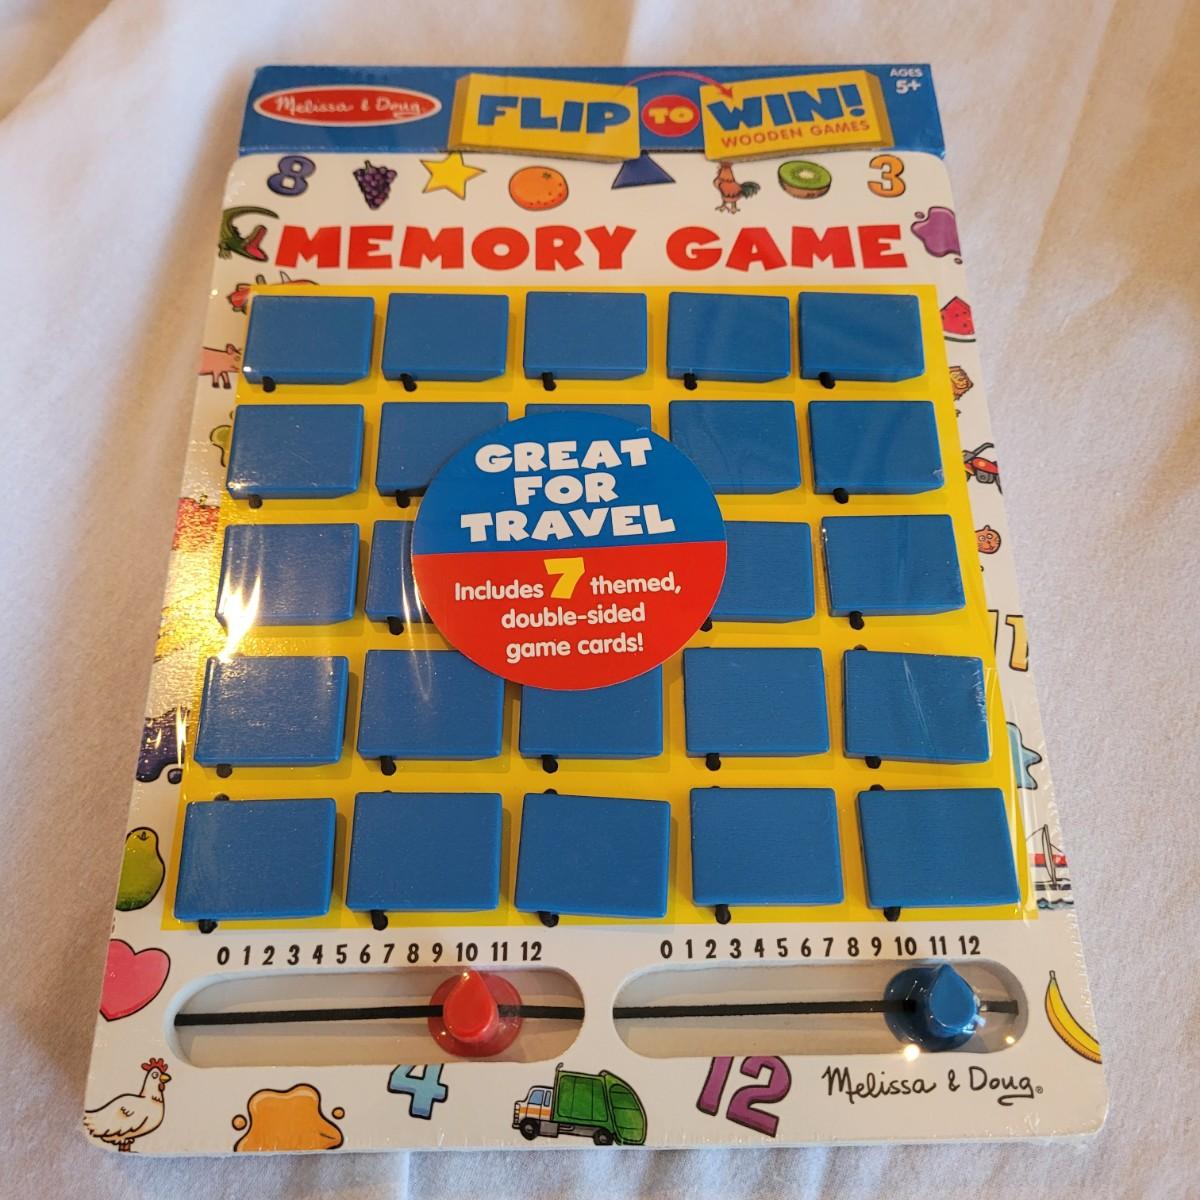 Melissa & Doug®
FLIP TO WIN!
WOODEN GAMES
AGES
5+
8
3
MEMORY GAME
GREAT
FOR
TRAVEL
Includes 7 themed,
double-sided
game cards!
11
0 1 2 3 4 5 6 7 8 9 10 11 12
0 1 2 3 4 5 6 7 8 9 10 11 12
4
12
Melissa & Doug®